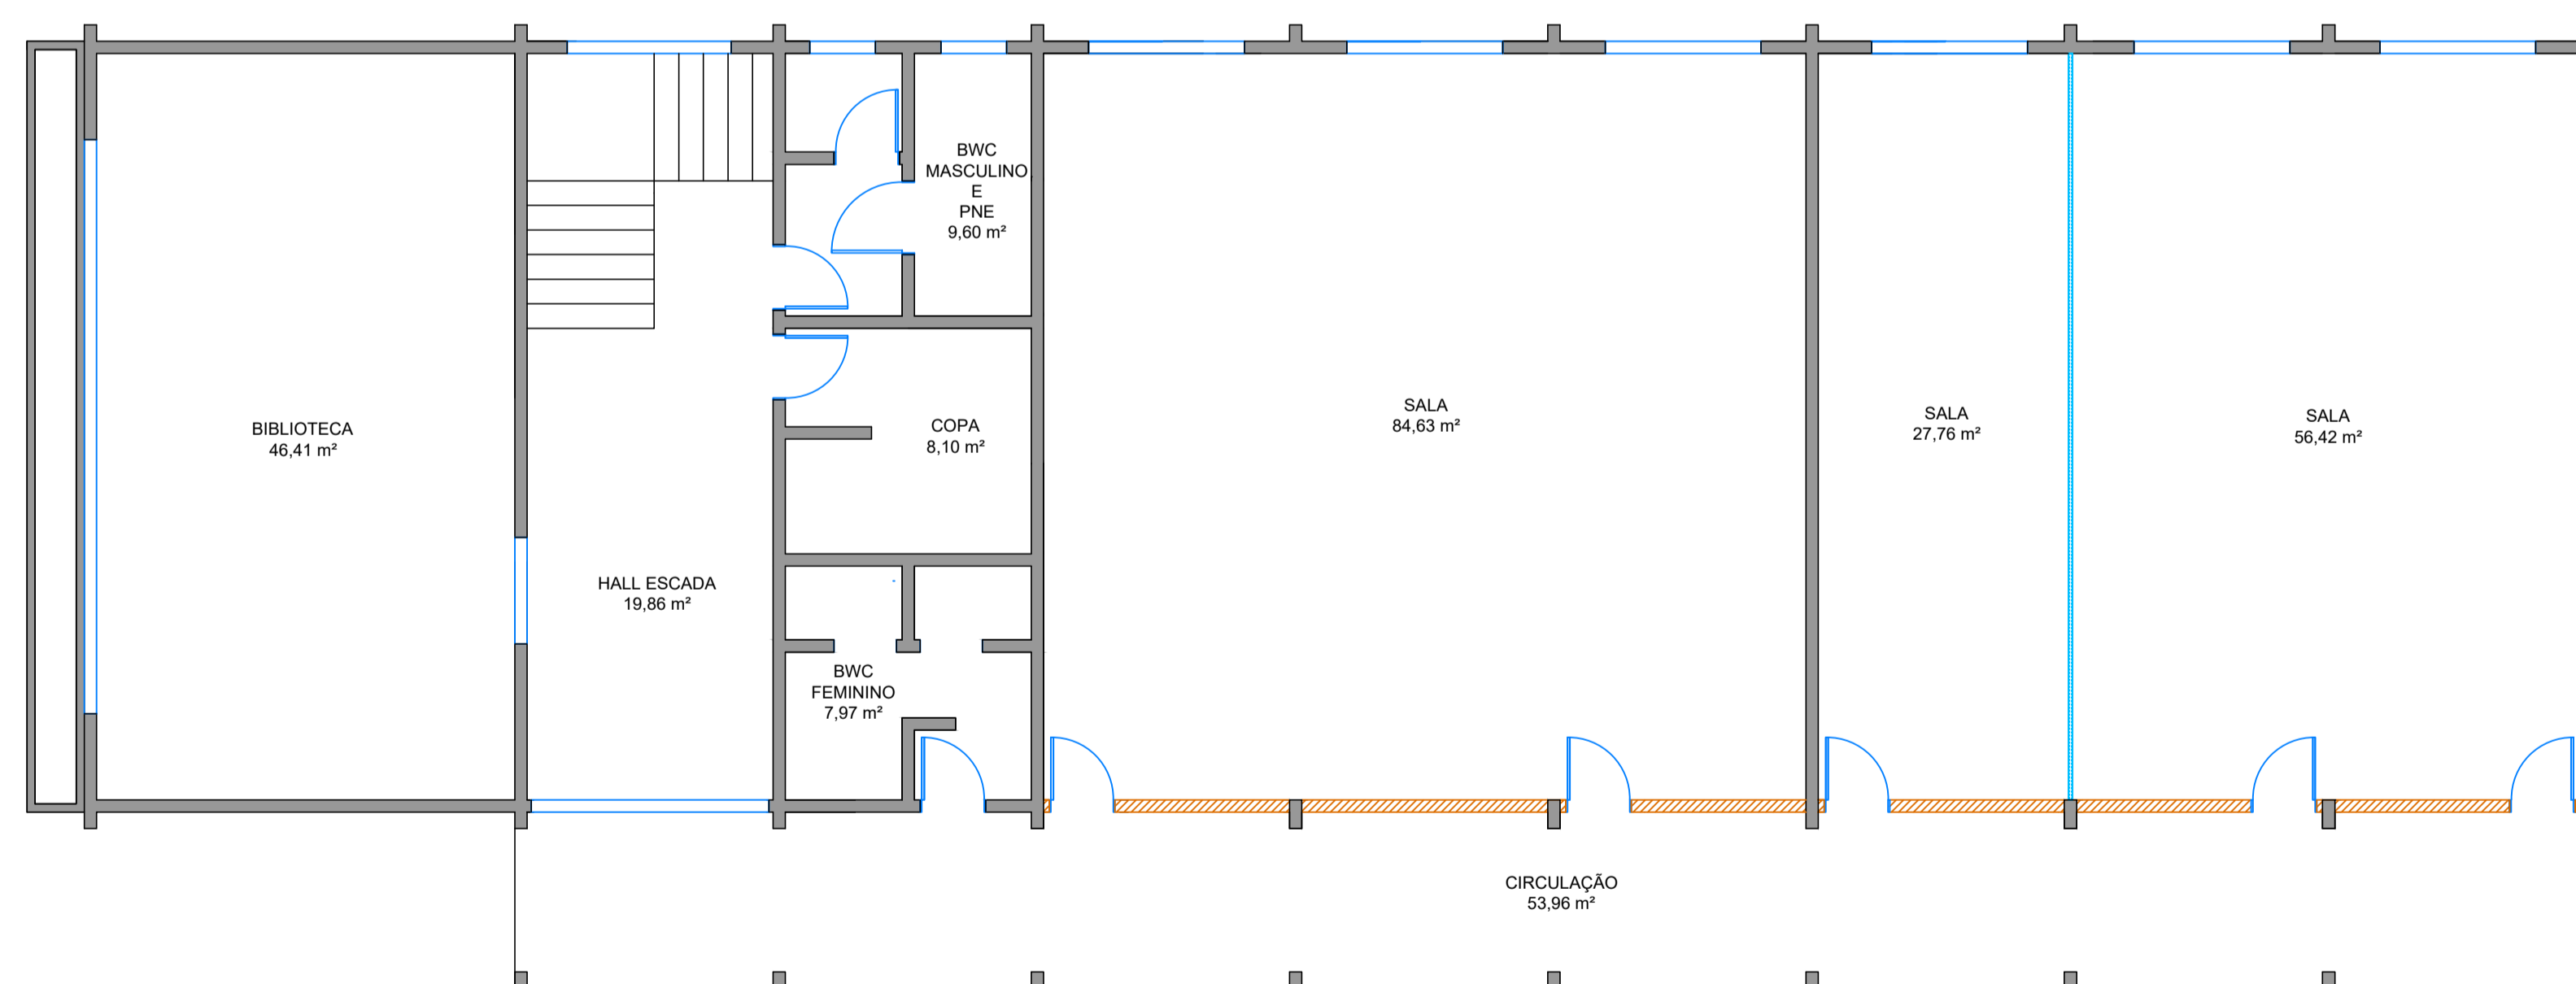 BWC
MASCULINO
E
PNE
9,60 m²
BIBLIOTECA
46,41 m²
COPA
8,10 m²
SALA
84,63 m²
SALA
27,76 m²
SALA
56,42 m²
HALL ESCADA
19,86 m²
BWC
FEMININO
7,97 m²
CIRCULAÇÃO
53,96 m²